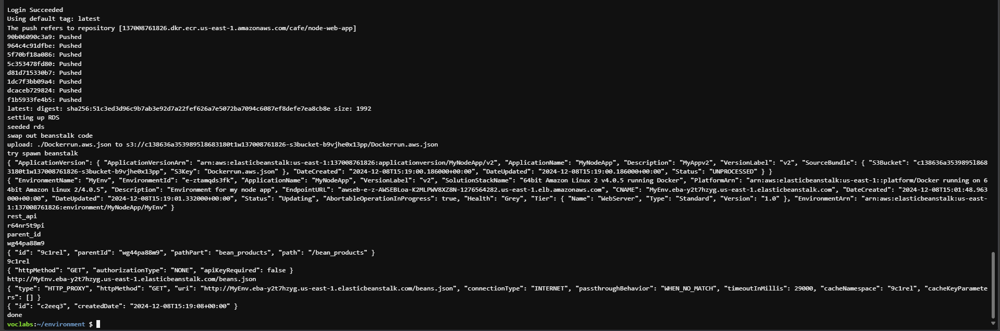 Login Succeeded
Using default tag: latest
The push refers to repository [137008761826.dkr.ecr.us-east-1.amazonaws.com/cafe/node-web-app]
90b06090c3a9: Pushed
964c4c91dfbe: Pushed
5f70bf18a086: Pushed
5c353478fd80: Pushed
d81d715330b7: Pushed
1dc7f3bb09a4: Pushed
dcaceb729824: Pushed
f1b5933fe4b5: Pushed
latest: digest: sha256:51c3ed3d96c9b7ab3e92d7a22fef626a7e5072ba7094c6087ef8defe7ea8cb8e size: 1992
setting up RDS
seeded rds
swap out beanstalk code
upload: ./Dockerrun.aws.json to s3://c138636a3539895l8683180t1w137008761826-s3bucket-b9vjhe0x13pp/Dockerrun.aws.json
try spawn beanstalk
{ "ApplicationVersion": { "ApplicationVersionArn": "arn:aws:elasticbeanstalk:us-east-1:137008761826:applicationversion/MyNodeApp/v2", "ApplicationName": "MyNodeApp", "Description": "MyAppv2", "VersionLabel": "v2", "SourceBundle": { "S3Bucket": "c138636a3539895l868
3180t1w137008761826-s3bucket-b9vjhe0x13pp", "S3Key": "Dockerrun.aws.json" }, "DateCreated": "2024-12-08T15:19:00.186000+00:00", "DateUpdated": "2024-12-08T15:19:00.186000+00:00", "Status": "UNPROCESSED" } }
{ "EnvironmentName": "MyEnv", "EnvironmentId": "e-ztamqds3fk", "ApplicationName": "MyNodeApp", "VersionLabel": "v2", "SolutionStackName": "64bit Amazon Linux 2 v4.0.5 running Docker", "PlatformArn": "arn:aws:elasticbeanstalk:us-east-1::platform/Docker running on 6
4bit Amazon Linux 2/4.0.5", "Description": "Environment for my node app", "EndpointURL": "awseb-e-z-AWSEBLoa-K2MLPWV8XZ8N-1276564282.us-east-1.elb.amazonaws.com", "CNAME": "MyEnv.eba-y2t7hzyg.us-east-1.elasticbeanstalk.com", "DateCreated": "2024-12-08T15:01:48.963
000+00:00", "DateUpdated": "2024-12-08T15:19:01.332000+00:00", "Status": "Updating", "AbortableOperationInProgress": true, "Health": "Grey", "Tier": { "Name": "WebServer", "Type": "Standard", "Version": "1.0" }, "EnvironmentArn": "arn:aws:elasticbeanstalk:us-east-
1:137008761826:environment/MyNodeApp/MyEnv" }
rest_api
r64nr5t9pi
parent_id
wg44pa88m9
{ "id": "9c1rel", "parentId": "wg44pa88m9", "pathPart": "bean_products", "path": "/bean_products" }
9c1rel
{ "httpMethod": "GET", "authorizationType": "NONE", "apiKeyRequired": false }
http://MyEnv.eba-y2t7hzyg.us-east-1.elasticbeanstalk.com/beans.json
{ "type": "HTTP_PROXY", "httpMethod": "GET", "uri": "http://MyEnv.eba-y2t7hzyg.us-east-1.elasticbeanstalk.com/beans.json", "connectionType": "INTERNET", "passthroughBehavior": "WHEN_NO_MATCH", "timeoutInMillis": 29000, "cacheNamespace": "9c1rel", "cacheKeyParamete
rs": [] }
{ "id": "c2eeq3", "createdDate": "2024-12-08T15:19:08+00:00" }
done
voclabs:~/environment $